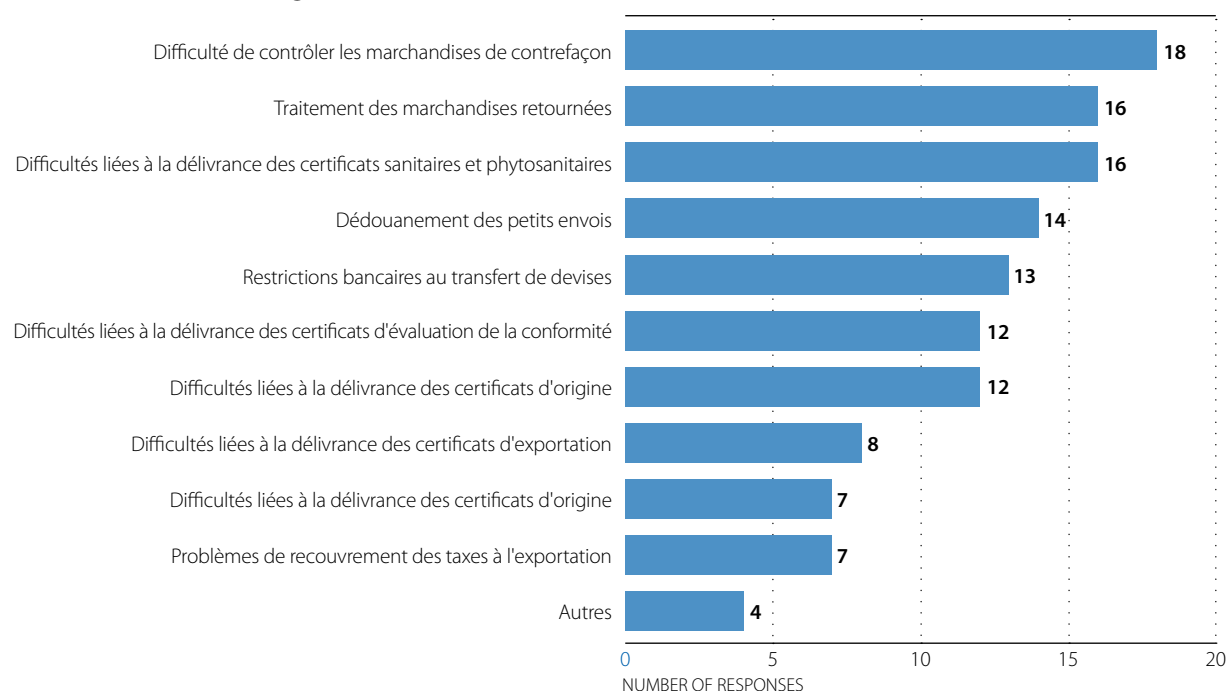 Difficulté de contrôler les marchandises de contrefaçon 18
Traitement des marchandises retournées 16
Difficultés liées à la délivrance des certificats sanitaires et phytosanitaires 16
Dédouanement des petits envois 14
Restrictions bancaires au transfert de devises 13
Difficultés liées à la délivrance des certificats d'évaluation de la conformité 12
Difficultés liées à la délivrance des certificats d'origine 12
Difficultés liées à la délivrance des certificats d'exportation 8
Difficultés liées à la délivrance des certificats d'origine 7
Problèmes de recouvrement des taxes à l'exportation 7
Autres 4
0 5 10 15 20
NUMBER OF RESPONSES